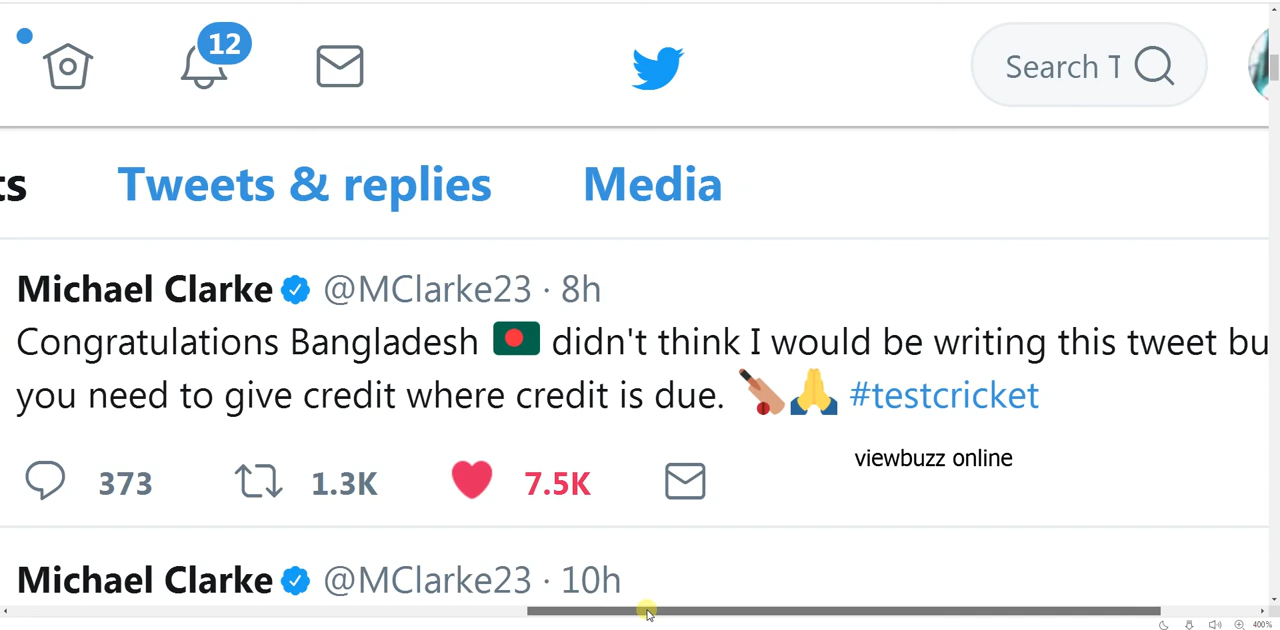 12
Search T
ts Tweets & replies Media
Michael Clarke @MClarke23 · 8h
Congratulations Bangladesh 🇧🇩 didn't think I would be writing this tweet bu
you need to give credit where credit is due. 🏏🙏 #testcricket
viewbuzz online
373 1.3K 7.5K
Michael Clarke @MClarke23 · 10h
400%